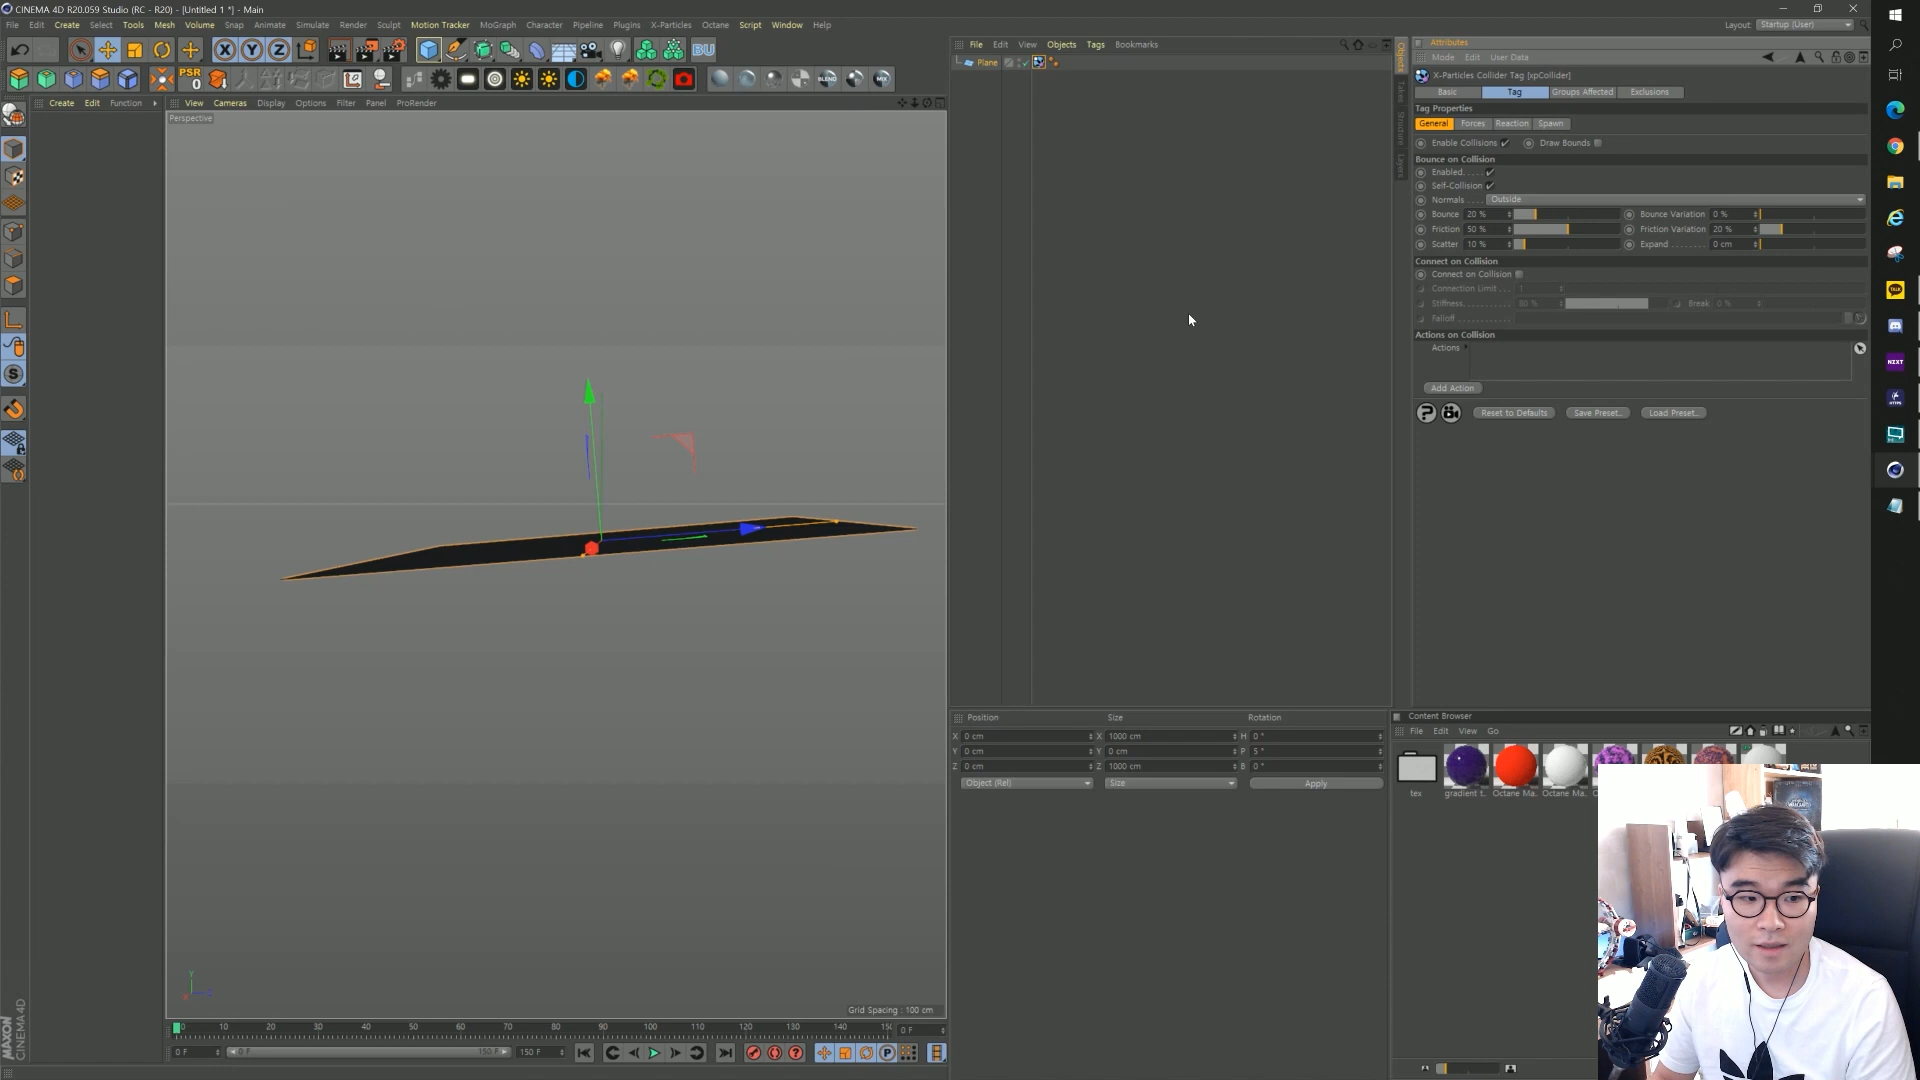 CINEMA 4D R20.059 Studio (RC - R20) - [Untitled 1 *] - Main
File Edit Create Select Tools Mesh Volume Snap Animate Simulate Render Sculpt Motion Tracker MoGraph Character Pipeline Plugins X-Particles Octane Script Window Help
Layout: Startup (User)
X Y Z BU
PSR
0
BLEND MIX
Create Edit Function
View Cameras Display Options Filter Panel ProRender
Perspective
Grid Spacing : 100 cm
0 10 20 30 40 50 60 70 80 90 100 110 120 130 140 0 F
0 F 0 F 150 F 150 F
MAXON
CINEMA 4D
File Edit View Objects Tags Bookmarks
Plane
Objects
Takes
Structure
Layers
Position Size Rotation
X 0 cm X 1000 cm H 0 °
Y 0 cm Y 0 cm P 5 °
Z 0 cm Z 1000 cm B 0 °
Object (Rel) Size Apply
Attributes
Mode Edit User Data
X-Particles Collider Tag [xpCollider]
Basic Tag Groups Affected Exclusions
Tag Properties
General Forces Reaction Spawn
Enable Collisions Draw Bounds
Bounce on Collision
Enabled
Self-Collision
Normals Outside
Bounce 20 % Bounce Variation 0 %
Friction 50 % Friction Variation 20 %
Scatter 10 % Expand 0 cm
Connect on Collision
Connect on Collision
Connection Limit 1
Stiffness 80 % Break 0 %
Falloff
Actions on Collision
Actions
Add Action
Reset to Defaults Save Preset.. Load Preset..
Content Browser
File Edit View Go
tex gradient t. Octane Ma. Octane Ma.
TALK
NZXT